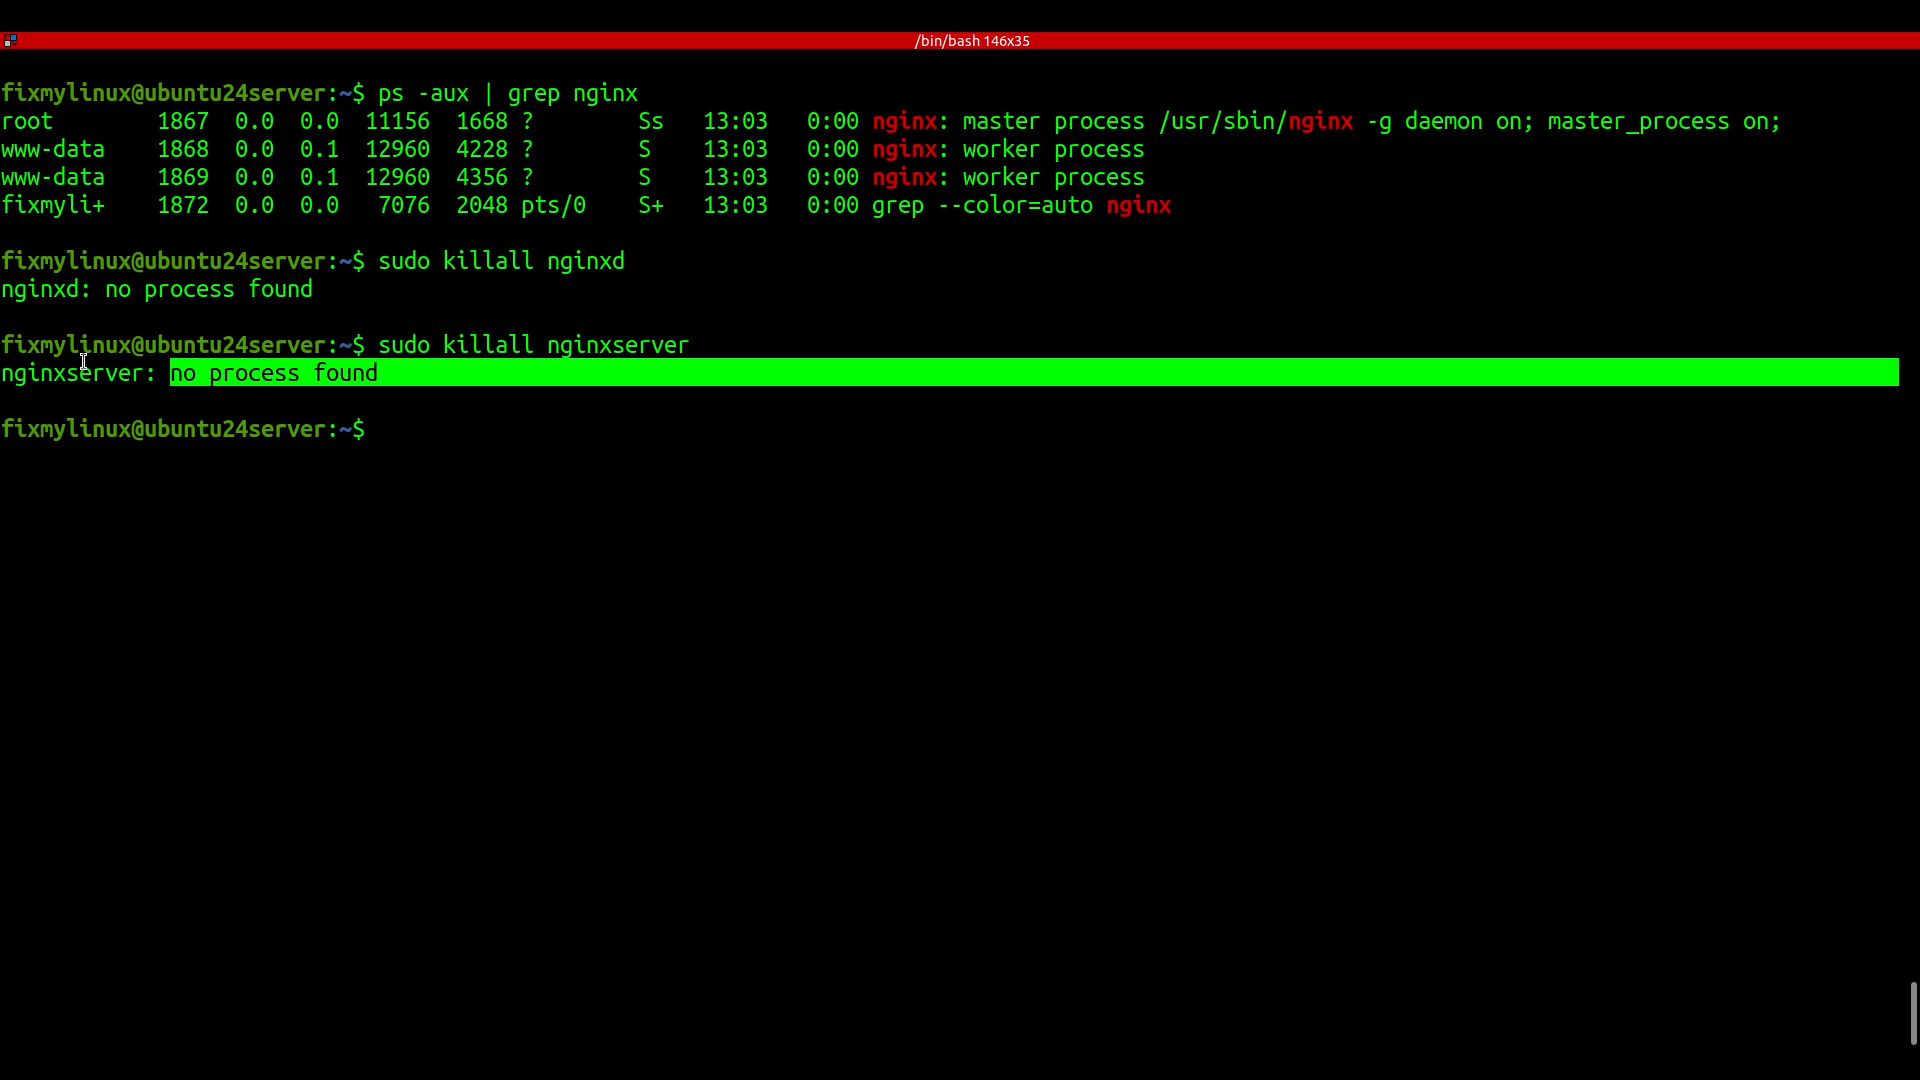 /bin/bash 146x35
fixmylinux@ubuntu24server:~$ ps -aux | grep nginx
root        1867  0.0  0.0  11156  1668 ?        Ss   13:03   0:00 nginx: master process /usr/sbin/nginx -g daemon on; master_process on;
www-data    1868  0.0  0.1  12960  4228 ?        S    13:03   0:00 nginx: worker process
www-data    1869  0.0  0.1  12960  4356 ?        S    13:03   0:00 nginx: worker process
fixmyli+    1872  0.0  0.0   7076  2048 pts/0    S+   13:03   0:00 grep --color=auto nginx
fixmylinux@ubuntu24server:~$ sudo killall nginxd
nginxd: no process found
fixmylinux@ubuntu24server:~$ sudo killall nginxserver
nginxserver: no process found
fixmylinux@ubuntu24server:~$